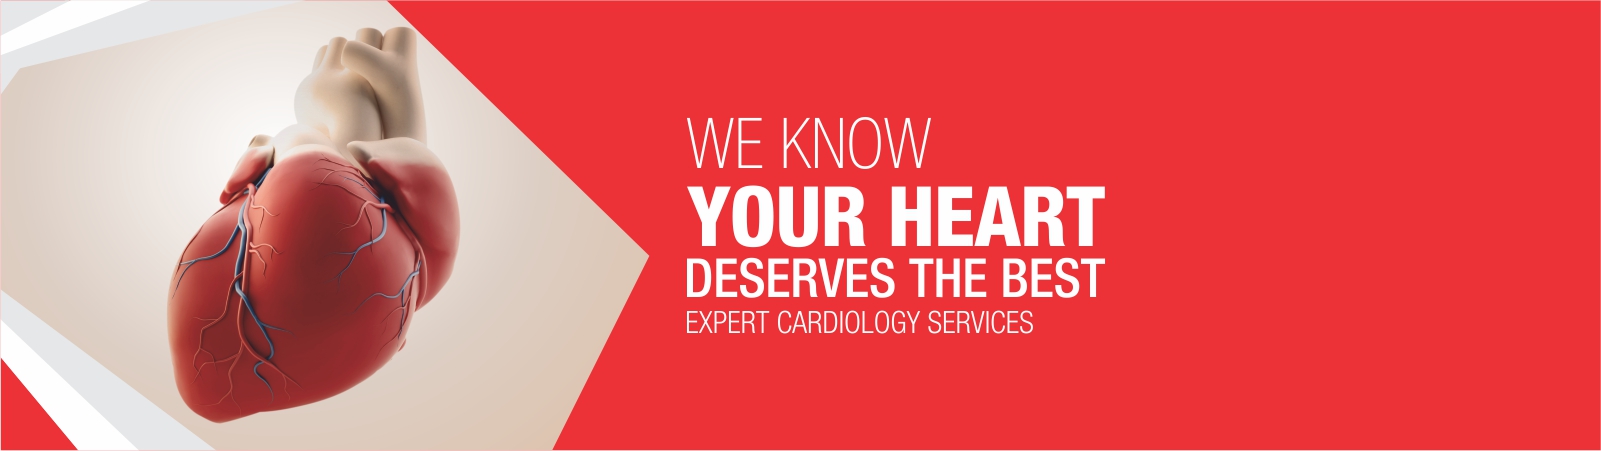 WE KNOW
YOUR HEART
DESERVES THE BEST
EXPERT CARDIOLOGY SERVICES